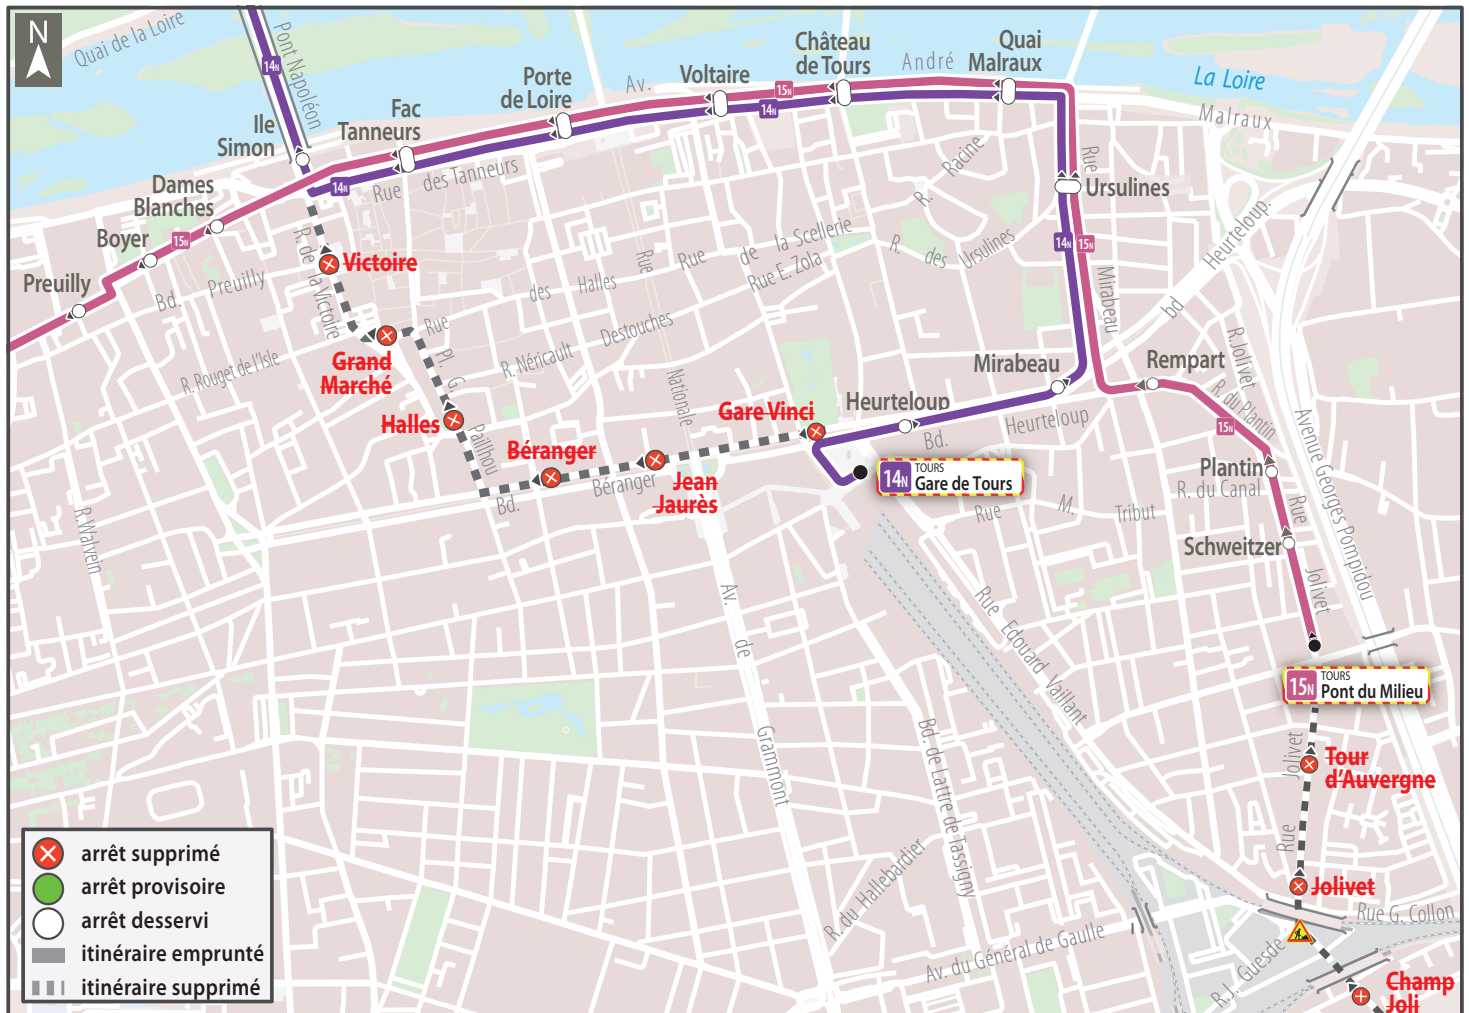 N
Quai de la Loire
Pont Napoléon
14N
Ile
Simon
Fac
Tanneurs
Porte
de Loire
Av.
Voltaire
15N
14N
Château
de Tours
André
Quai
Malraux
La Loire
Malraux
Dames
Blanches
Boyer
15N
Preuilly
14N
Rue des Tanneurs
R. Racine
Rue
Ursulines
14N
15N
Mirabeau
Heurteloup.
bd
R. de la Victoire
Victoire
Bd. Preuilly
Rue de la Scellerie
Rue E. Zola
R. des Ursulines
Rue
des Halles
Rue
Nationale
Destouches
R. Néricault
R. Rouget de l'Isle
Grand
Marché
Pl. G.
Paillhou
Halles
Béranger
Gare Vinci
Heurteloup
Mirabeau
Rempart
R.Jolivet
R. du Plantin
15N
Bd. Heurteloup
Jean
Jaurès
Bd. Béranger
14N
TOURS
Gare de Tours
Plantin
R. du Canal
Rue M. Tribut
Schweitzer
Rue Jolivet
Avenue Georges Pompidou
R.Walvein
Av. de Grammont
Rue Edouard Vaillant
15N
TOURS
Pont du Milieu
Bd. de Lattre de Tassigny
Rue Jolivet
Tour
d'Auvergne
Jolivet
Rue G. Collon
R. du Hallebardier
Av. du Général de Gaulle
R.J. Guesde
Champ
Joli
arrêt supprimé
arrêt provisoire
arrêt desservi
itinéraire emprunté
itinéraire supprimé